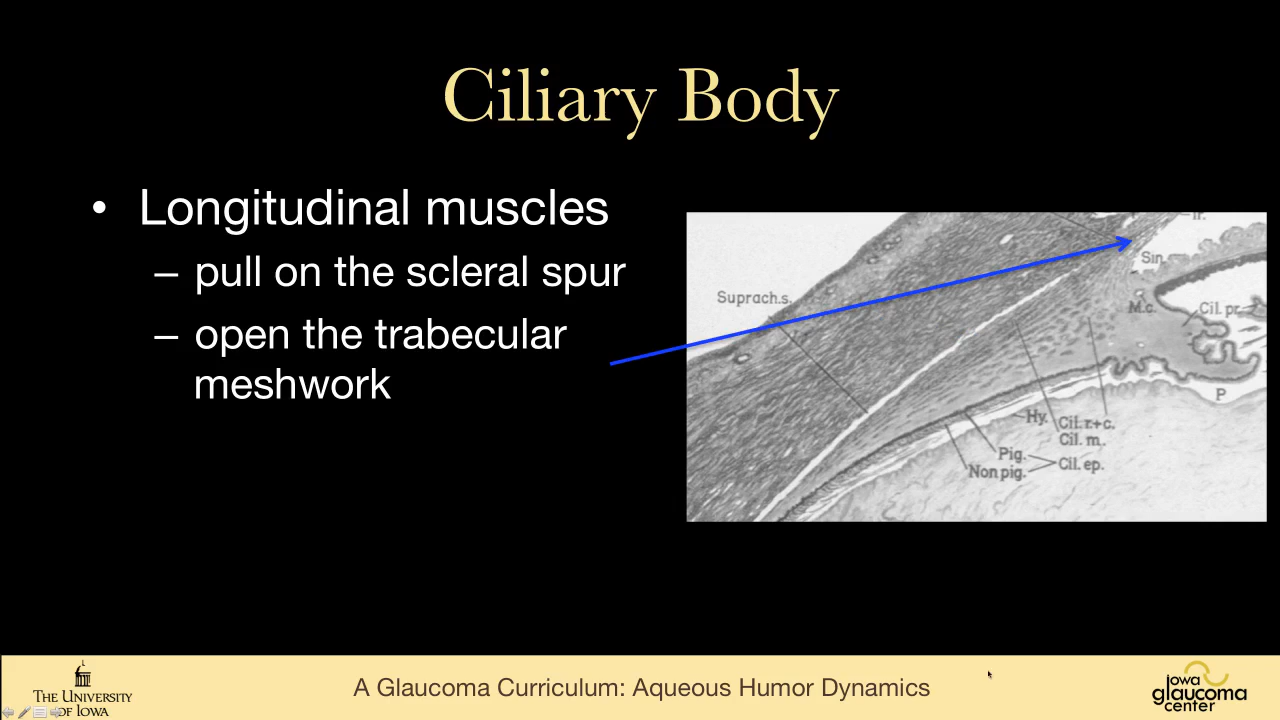 Ciliary Body
• Longitudinal muscles
– pull on the scleral spur
– open the trabecular
meshwork
Ir.
Sin.
Suprach.s.
M.c.
Cil. pr.
P
Hy.
Cil.r.+c.
Cil. m.
Pig.
Cil. ep.
Non pig.
THE UNIVERSITY
OF IOWA
A Glaucoma Curriculum: Aqueous Humor Dynamics
iowa
glaucoma
center